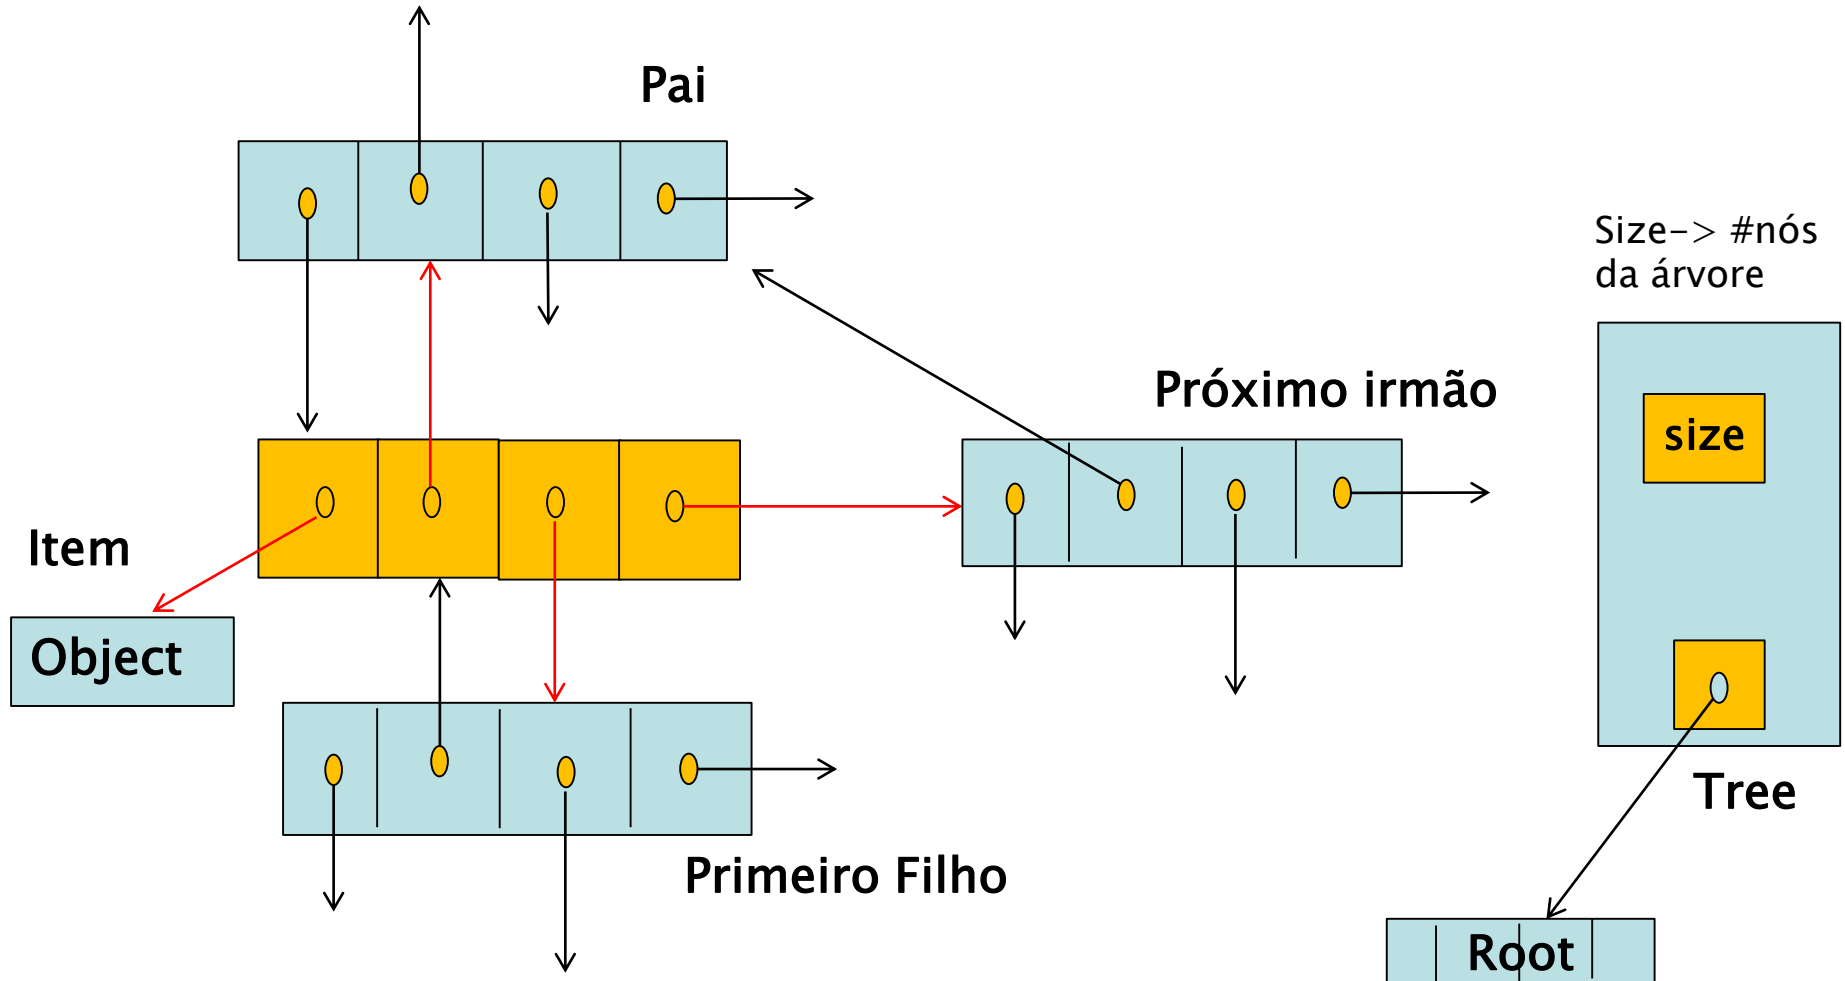 Pai
Size-> #nós
da árvore
Próximo irmão
size
Item
Object
Tree
Primeiro Filho
Root